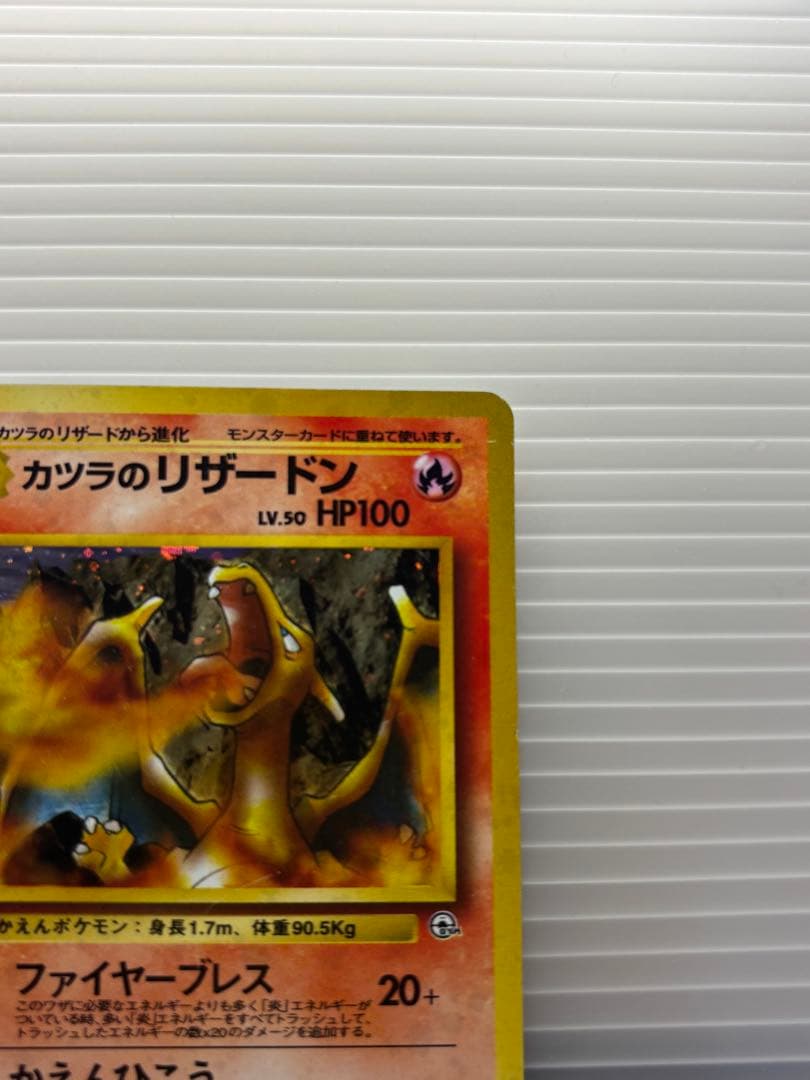 カツラのリザードから進化 モンスターカードに重ねて使います。
カツラのリザードン
LV.50 HP100
かえんポケモン：身長1.7m、体重90.5Kg
ファイヤーブレス 20+
このワザに必要なエネルギーよりも多く「炎」エネルギーが
ついている時、多い「炎」エネルギーをすべてトラッシュして、
トラッシュしたエネルギーの数x20のダメージを追加する。
かえんひこう